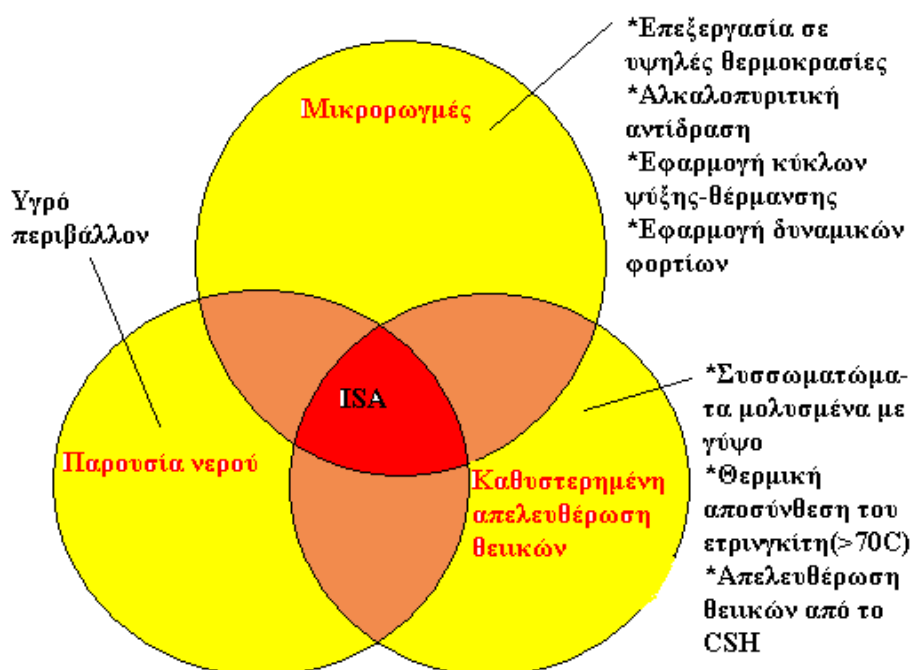 *Επεξεργασία σε
υψηλές θερμοκρασίες
*Αλκαλοπυριτική
αντίδραση
*Εφαρμογή κύκλων
ψύξης-θέρμανσης
*Εφαρμογή δυναμικών
φορτίων
Μικρορωγμές
Υγρό
περιβάλλον
ISA
Παρουσία νερού
Καθυστερημένη
απελευθέρωση
θειικών
*Συσσωματώμα-
τα μολυσμένα με
γύψο
*Θερμική
αποσύνθεση του
ετρινγκίτη(>70C)
*Απελευθέρωση
θειικών από το
CSH